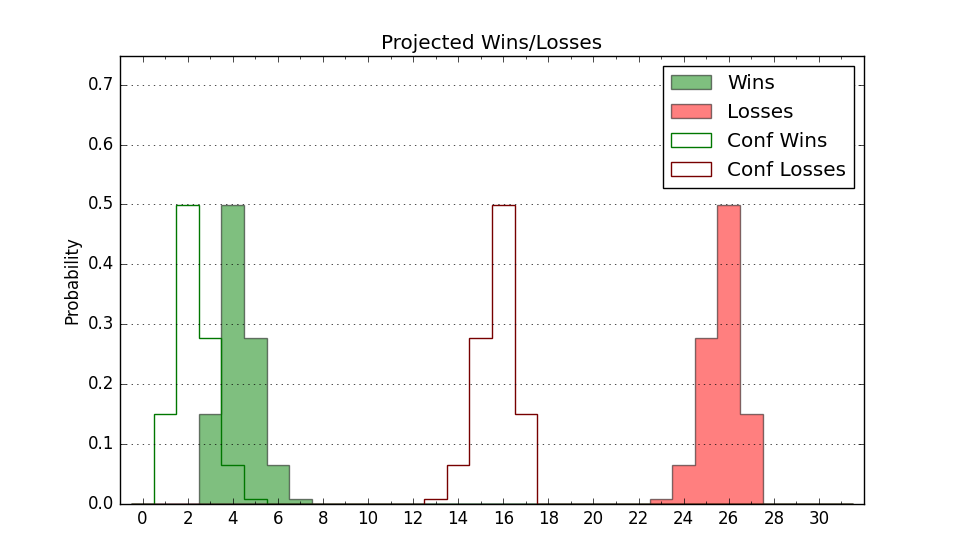 Projected Wins/Losses
0.7
0.6
0.5
0.4
0.3
0.2
0.1
0.0
Probability
Wins
Losses
Conf Wins
Conf Losses
0 2 4 6 8 10 12 14 16 18 20 22 24 26 28 30